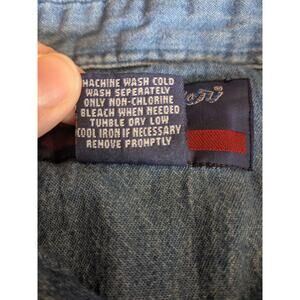 MACHINE WASH COLD
WASH SEPERATELY
ONLY NON-CHLORINE
BLEACH WHEN NEEDED
TUMBLE DRY LOW
COOL IRON IF NECESSARY
REMOVE PROMPTLY